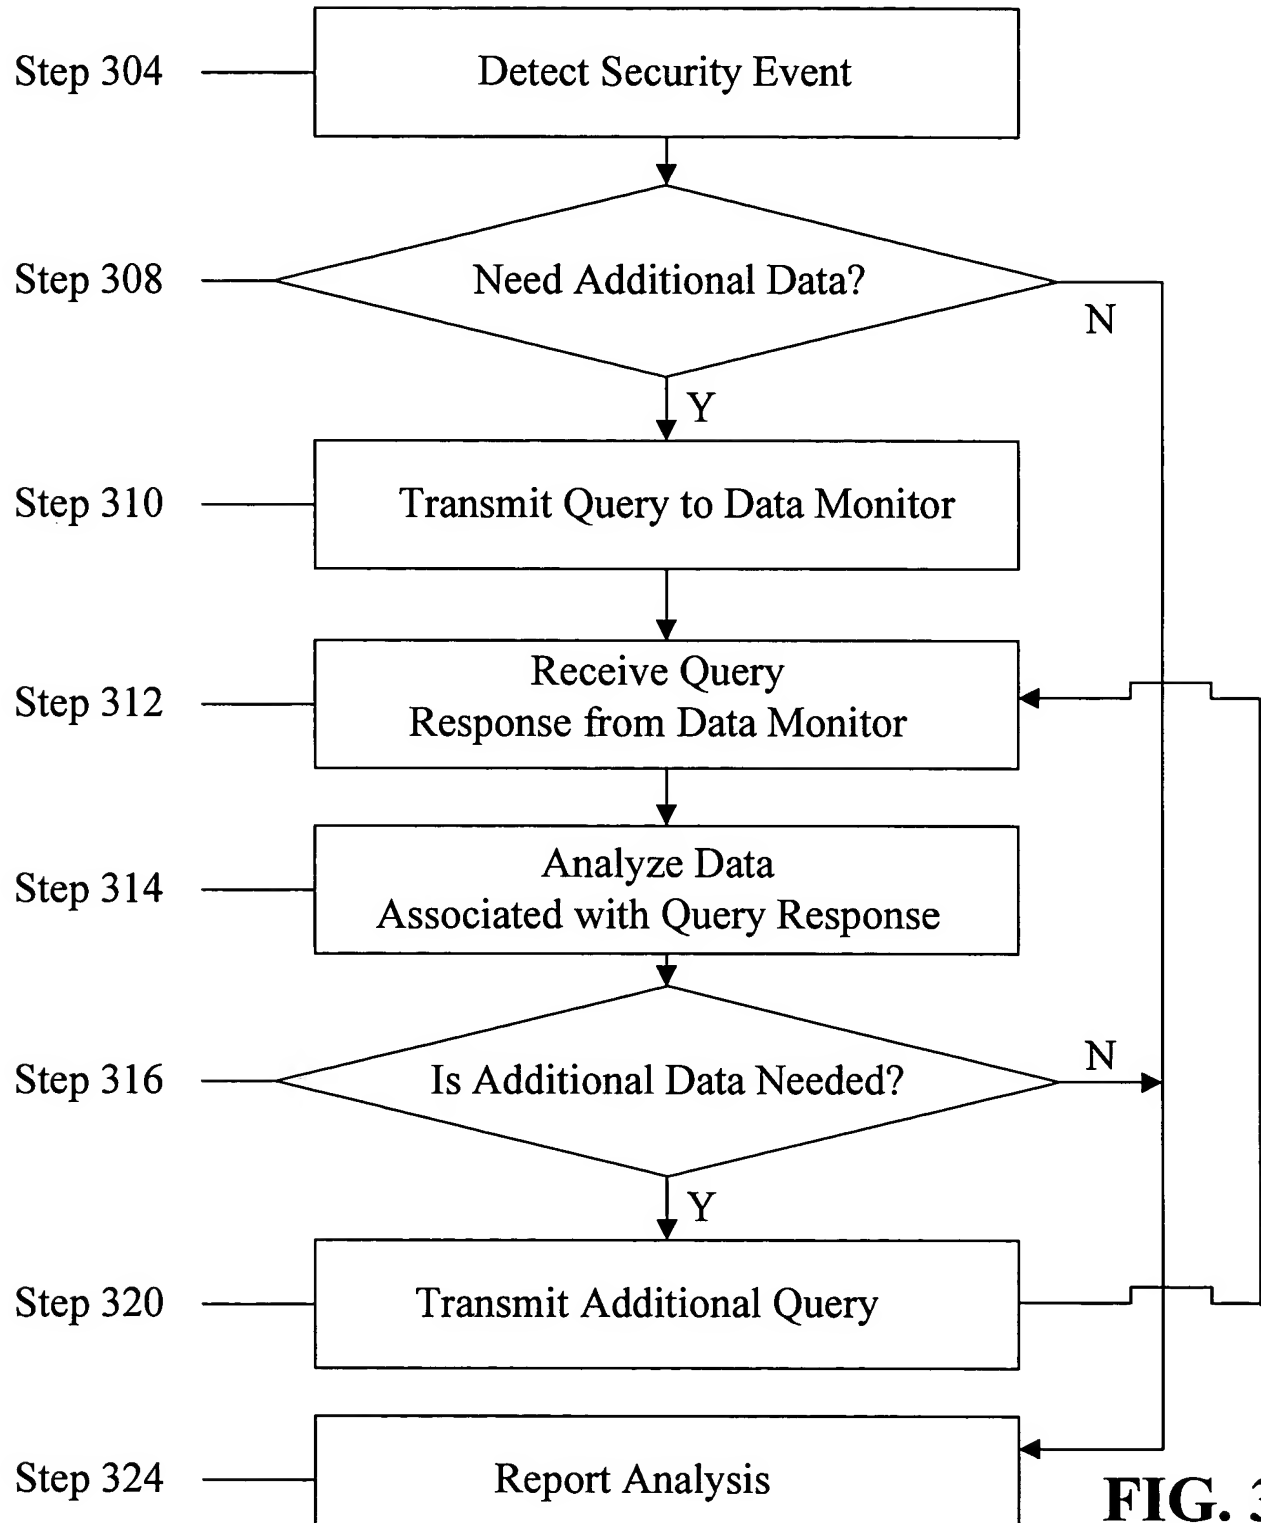 Step 304
Detect Security Event
Step 308
Need Additional Data?
N
Y
Step 310
Transmit Query to Data Monitor
Step 312
Receive Query
Response from Data Monitor
Step 314
Analyze Data
Associated with Query Response
Step 316
Is Additional Data Needed?
N
Y
Step 320
Transmit Additional Query
Step 324
Report Analysis
FIG. 3